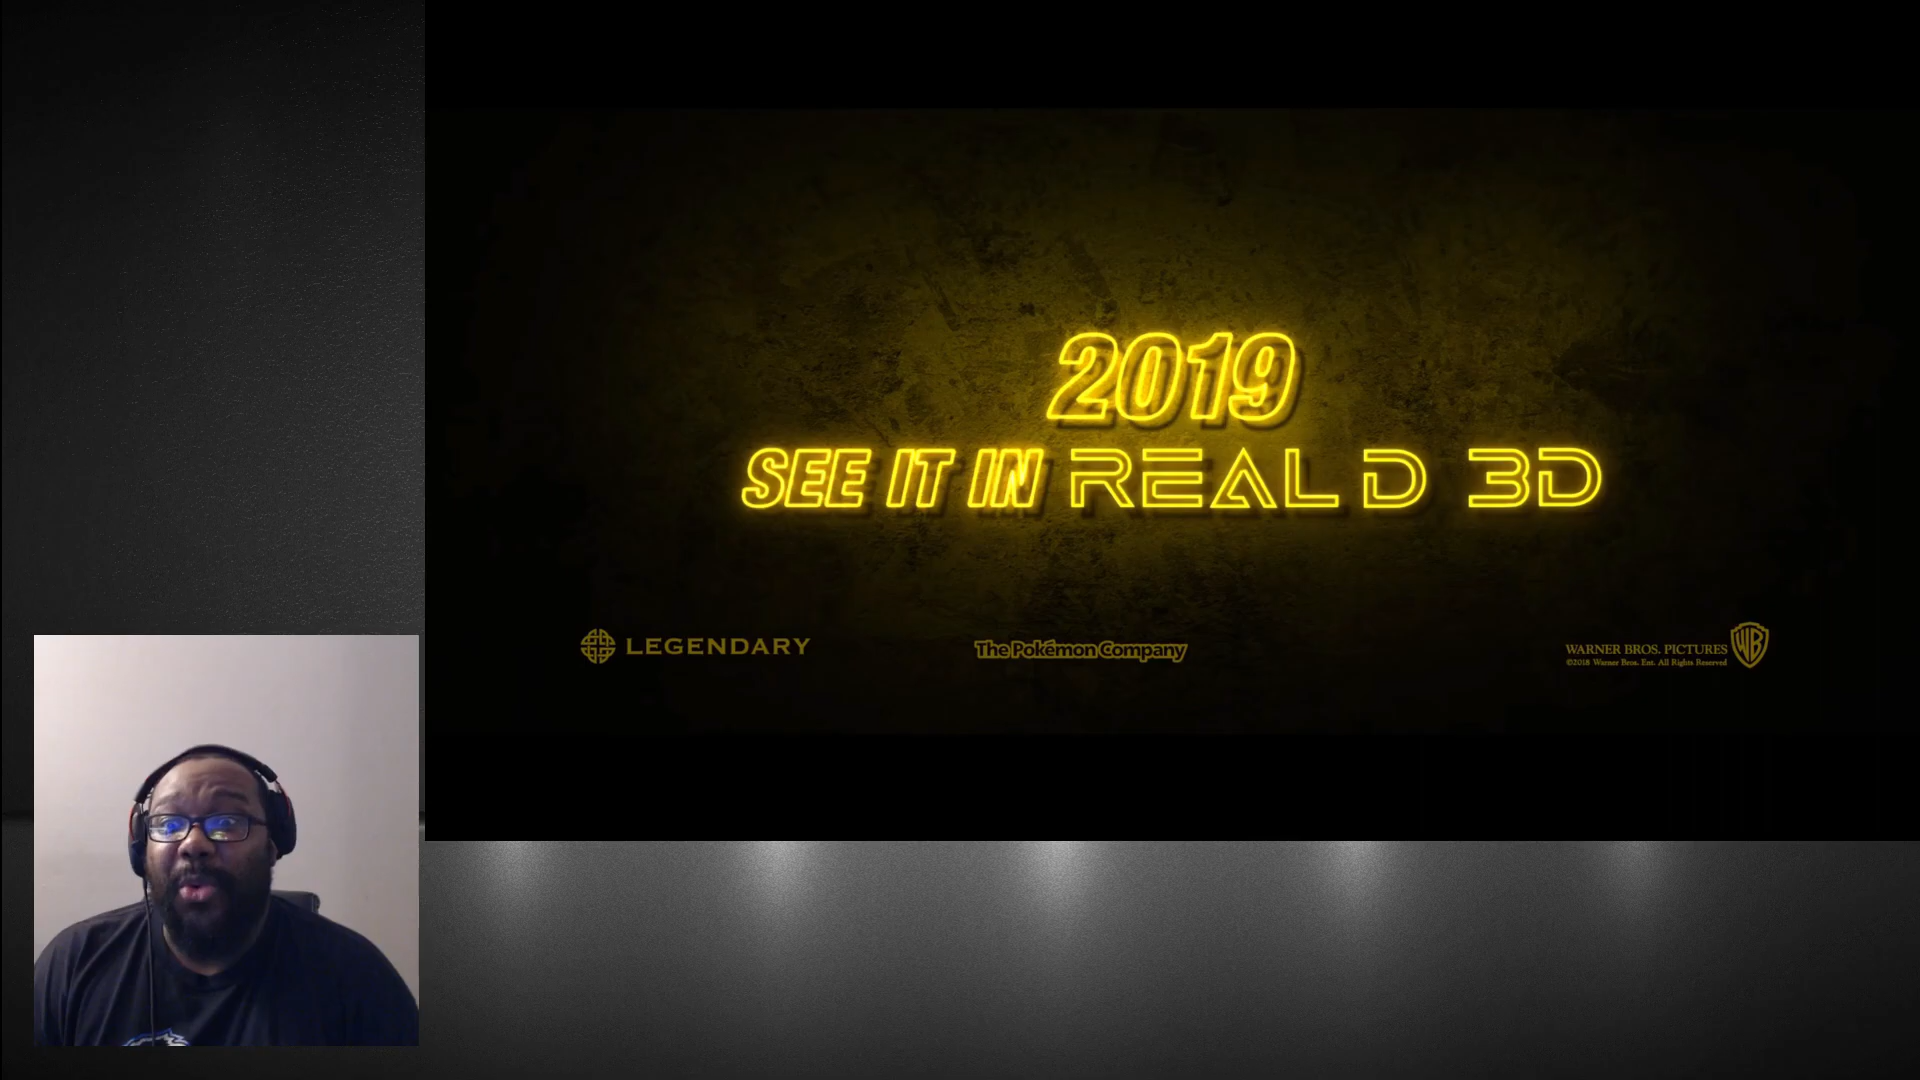 2019
SEE IT IN REAL D 3D
LEGENDARY
The Pokémon Company
WARNER BROS. PICTURES
©2018 Warner Bros. Ent. All Rights Reserved
WB